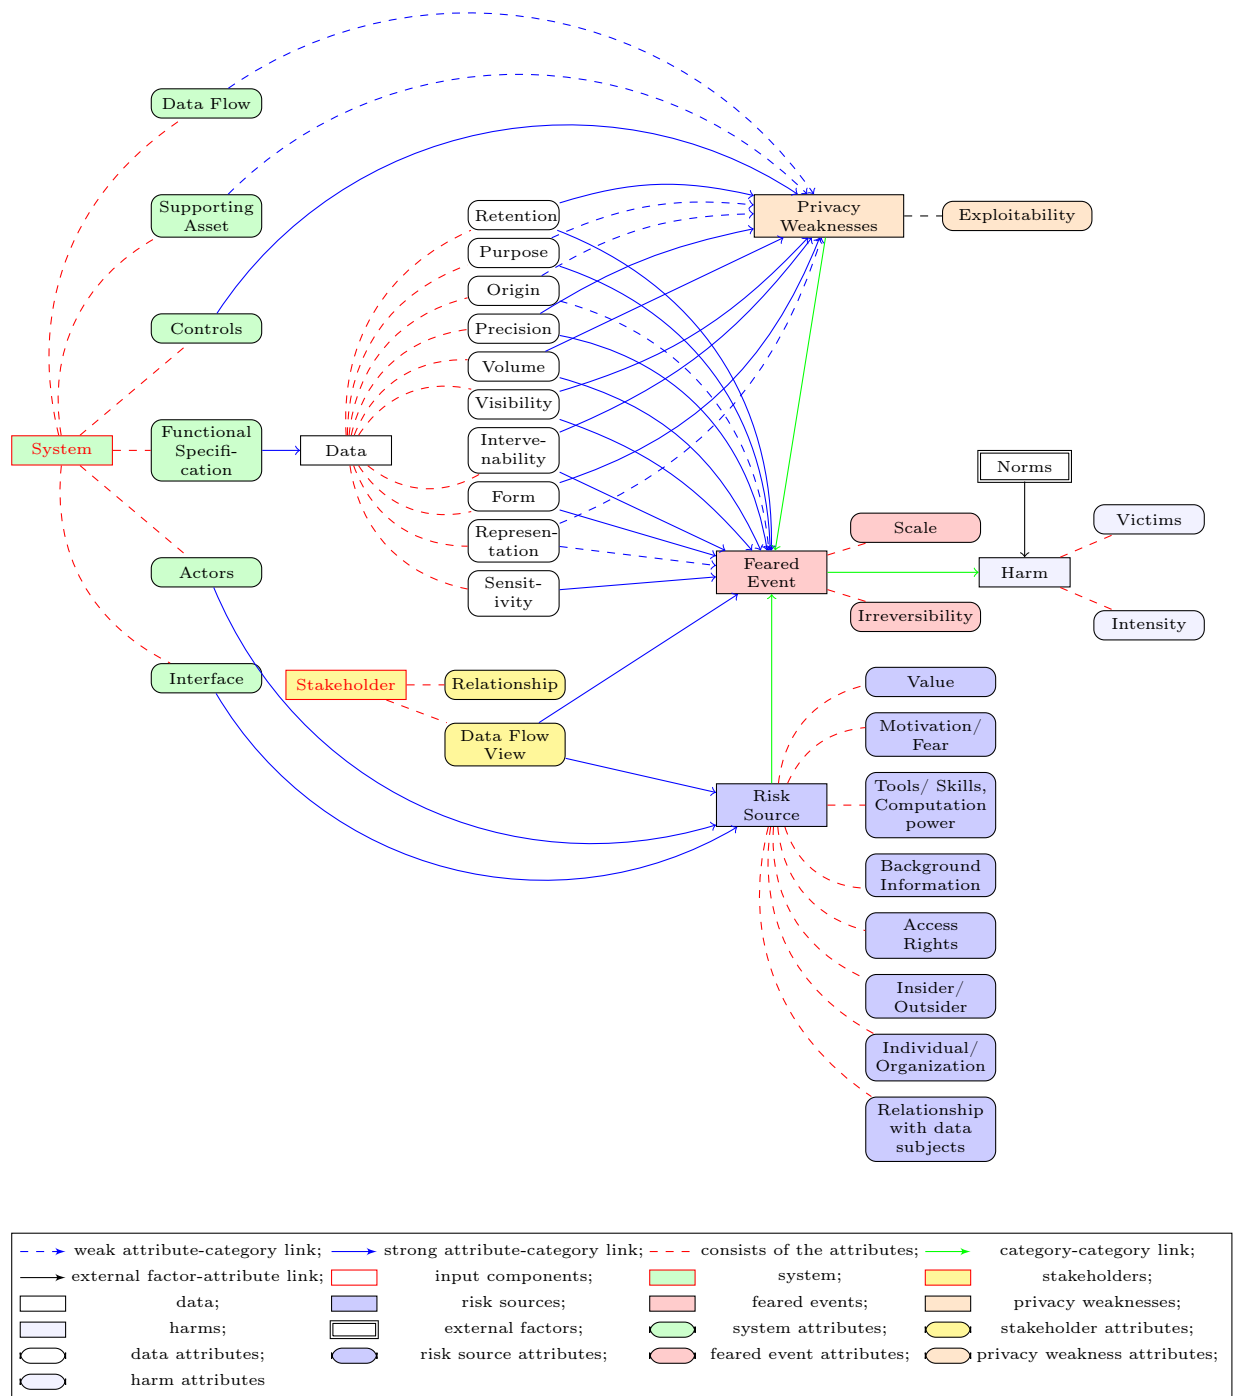 Data Flow
Supporting
Asset
Controls
System
Functional
Specifi-
cation
Actors
Interface
Data
Retention
Purpose
Origin
Precision
Volume
Visibility
Interve-
nability
Form
Represen-
tation
Sensit-
ivity
Stakeholder
Relationship
Data Flow
View
Privacy
Weaknesses
Exploitability
Feared
Event
Scale
Irreversibility
Norms
Harm
Victims
Intensity
Risk
Source
Value
Motivation/
Fear
Tools/ Skills,
Computation
power
Background
Information
Access
Rights
Insider/
Outsider
Individual/
Organization
Relationship
with data
subjects
weak attribute-category link; strong attribute-category link; consists of the attributes; category-category link;
external factor-attribute link; input components; system; stakeholders;
data; risk sources; feared events; privacy weaknesses;
harms; external factors; system attributes; stakeholder attributes;
data attributes; risk source attributes; feared event attributes; privacy weakness attributes;
harm attributes